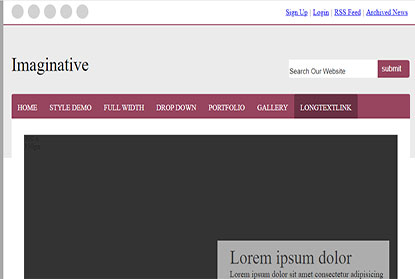 Sign Up | Login | RSS Feed | Archived News
Imaginative
Search Our Website
submit
HOME STYLE DEMO FULL WIDTH DROP DOWN PORTFOLIO GALLERY LONGTEXTLINK
Lorem ipsum dolor
Lorem ipsum dolor sit amet consectetur adipisicing